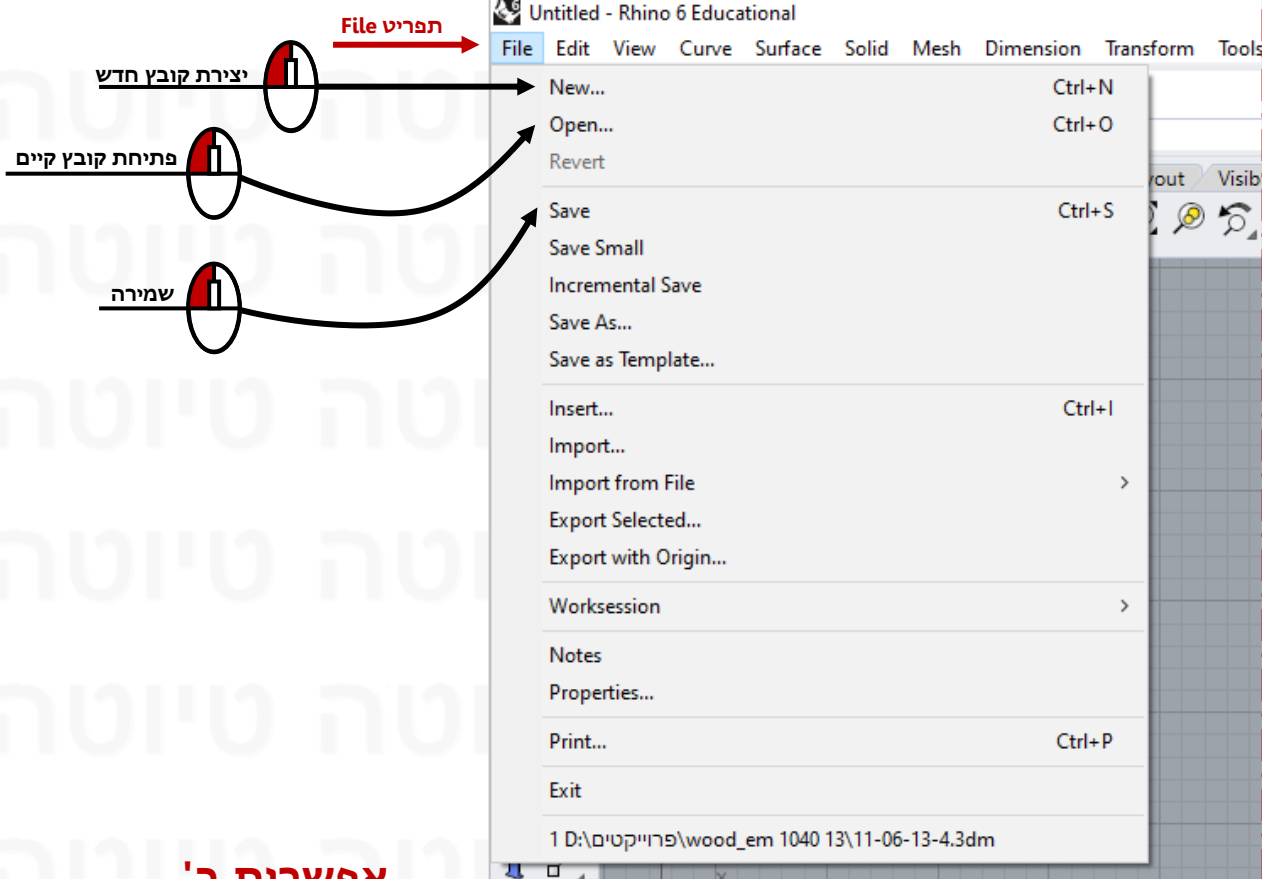 Untitled - Rhino 6 Educational
תפריט File
File Edit View Curve Surface Solid Mesh Dimension Transform Tools
יצירת קובץ חדש
New... Ctrl+N
Open... Ctrl+O
פתיחת קובץ קיים
Revert
Save Ctrl+S
Save Small
Incremental Save
שמירה
Save As...
Save as Template...
Insert... Ctrl+I
Import...
Import from File
Export Selected...
Export with Origin...
Worksession
Notes
Properties...
Print... Ctrl+P
Exit
1 D:\פרוייקטים\wood_em 1040 13\11-06-13-4.3dm
טיוטה